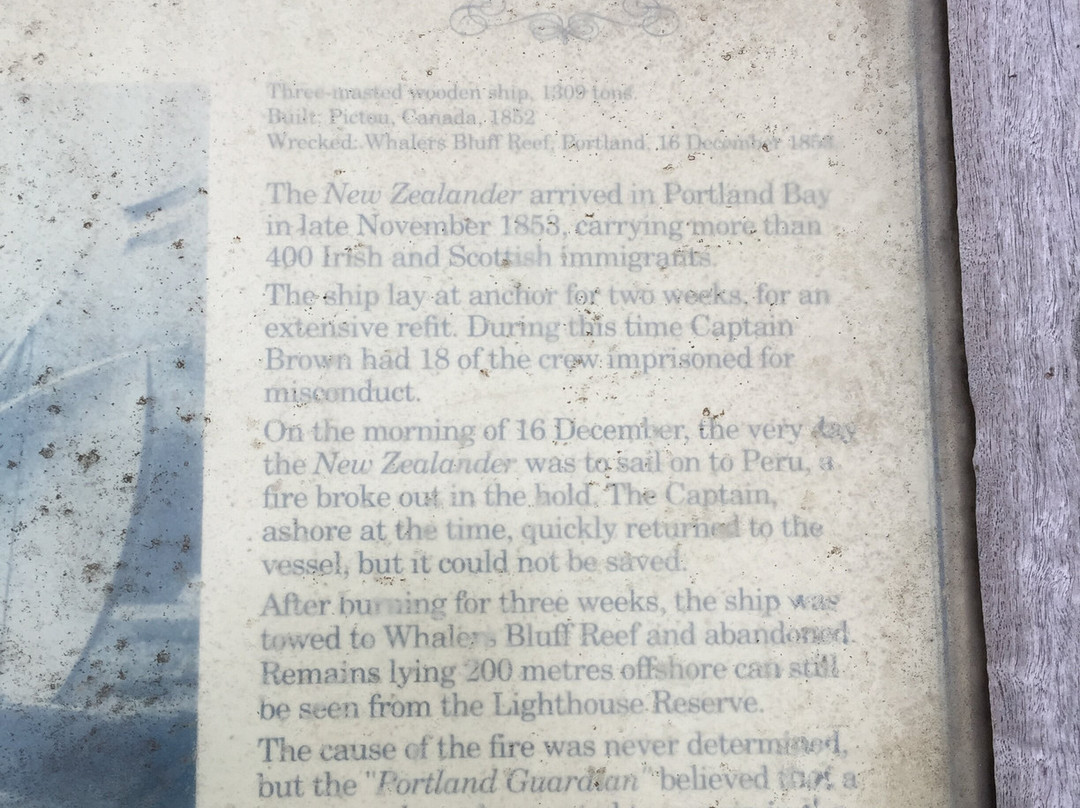 Three-masted wooden ship, 1309 tons.
Built: Pictou, Canada, 1852
Wrecked: Whalers Bluff Reef, Portland, 16 December 1853
The New Zealander arrived in Portland Bay
in late November 1853, carrying more than
400 Irish and Scottish immigrants.
The ship lay at anchor for two weeks, for an
extensive refit. During this time Captain
Brown had 18 of the crew imprisoned for
misconduct.
On the morning of 16 December, the very day
the New Zealander was to sail on to Peru, a
fire broke out in the hold. The Captain,
ashore at the time, quickly returned to the
vessel, but it could not be saved.
After burning for three weeks, the ship was
towed to Whalers Bluff Reef and abandoned.
Remains lying 200 metres offshore can still
be seen from the Lighthouse Reserve.
The cause of the fire was never determined,
but the "Portland Guardian" believed that a